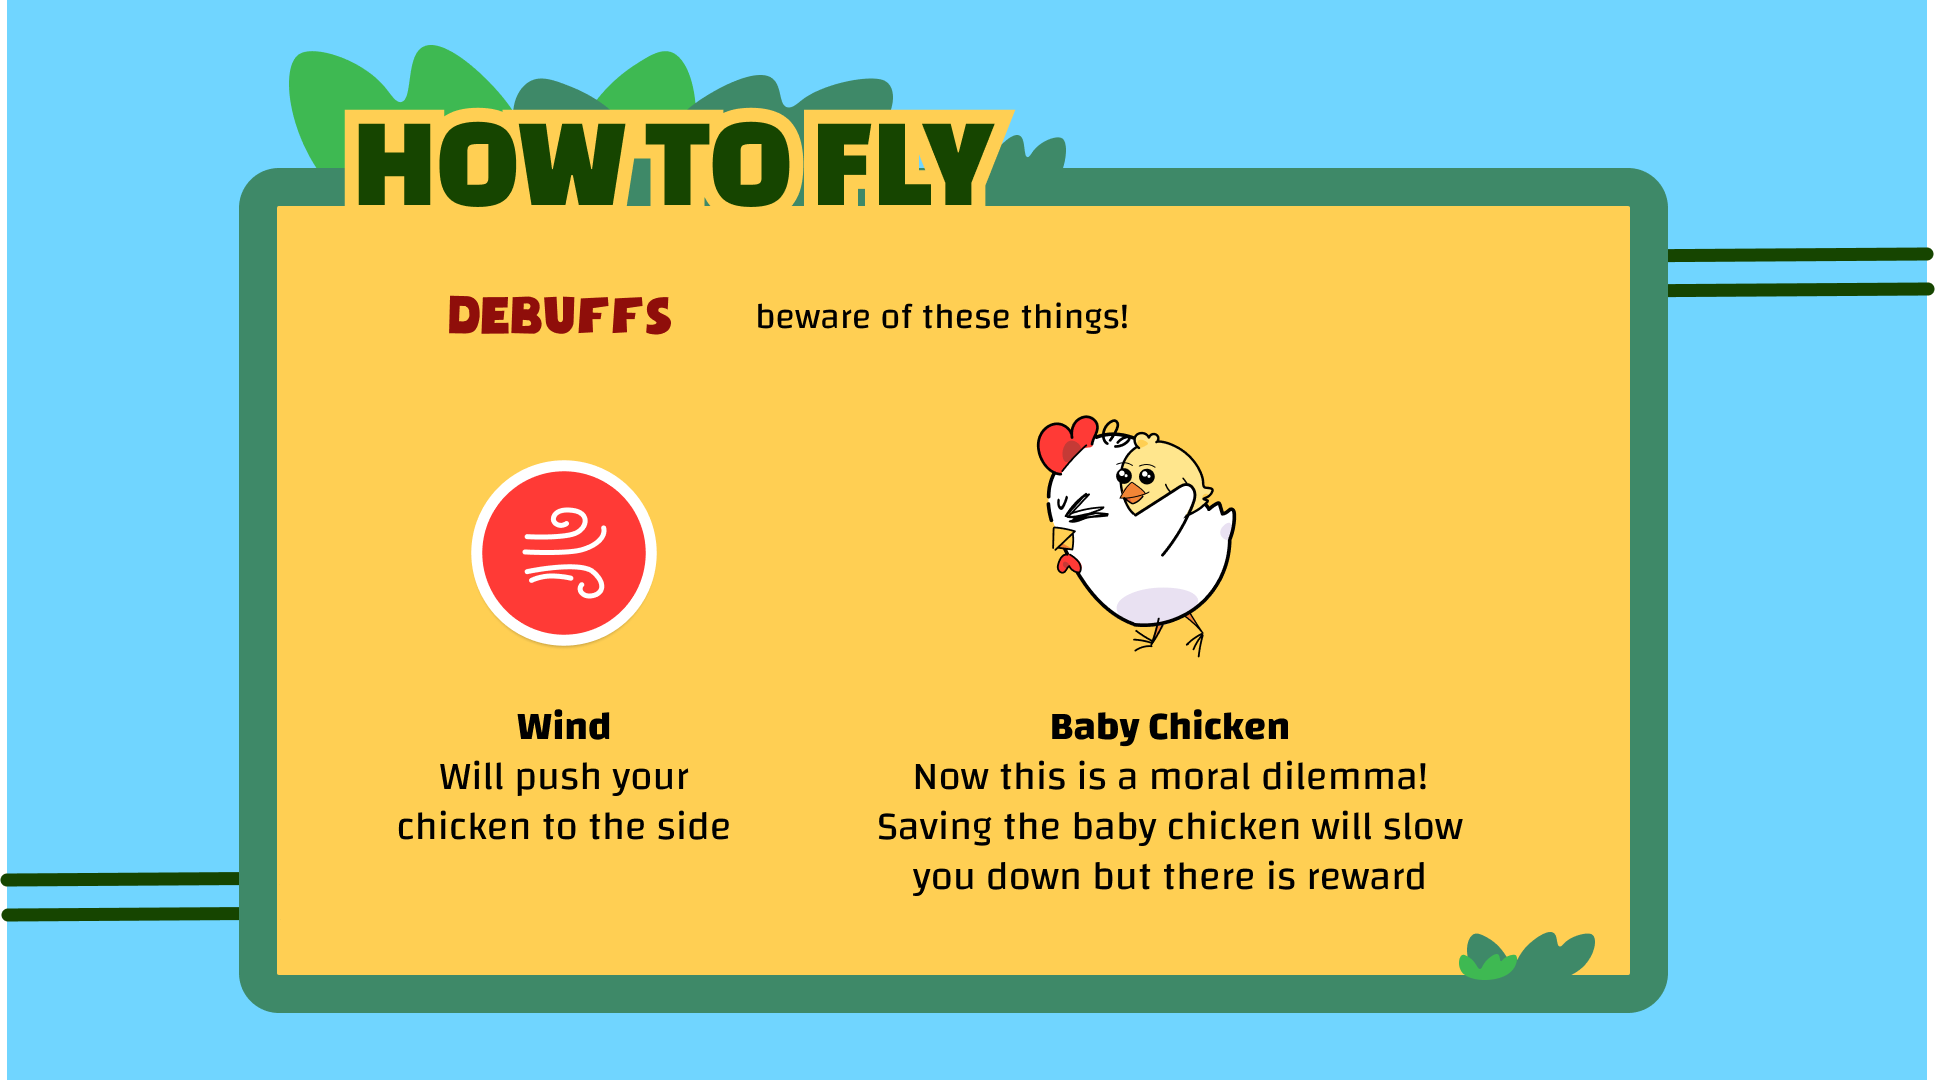 HOW TO FLY
DEBUFFS beware of these things!
Wind
Will push your
chicken to the side
Baby Chicken
Now this is a moral dilemma!
Saving the baby chicken will slow
you down but there is reward